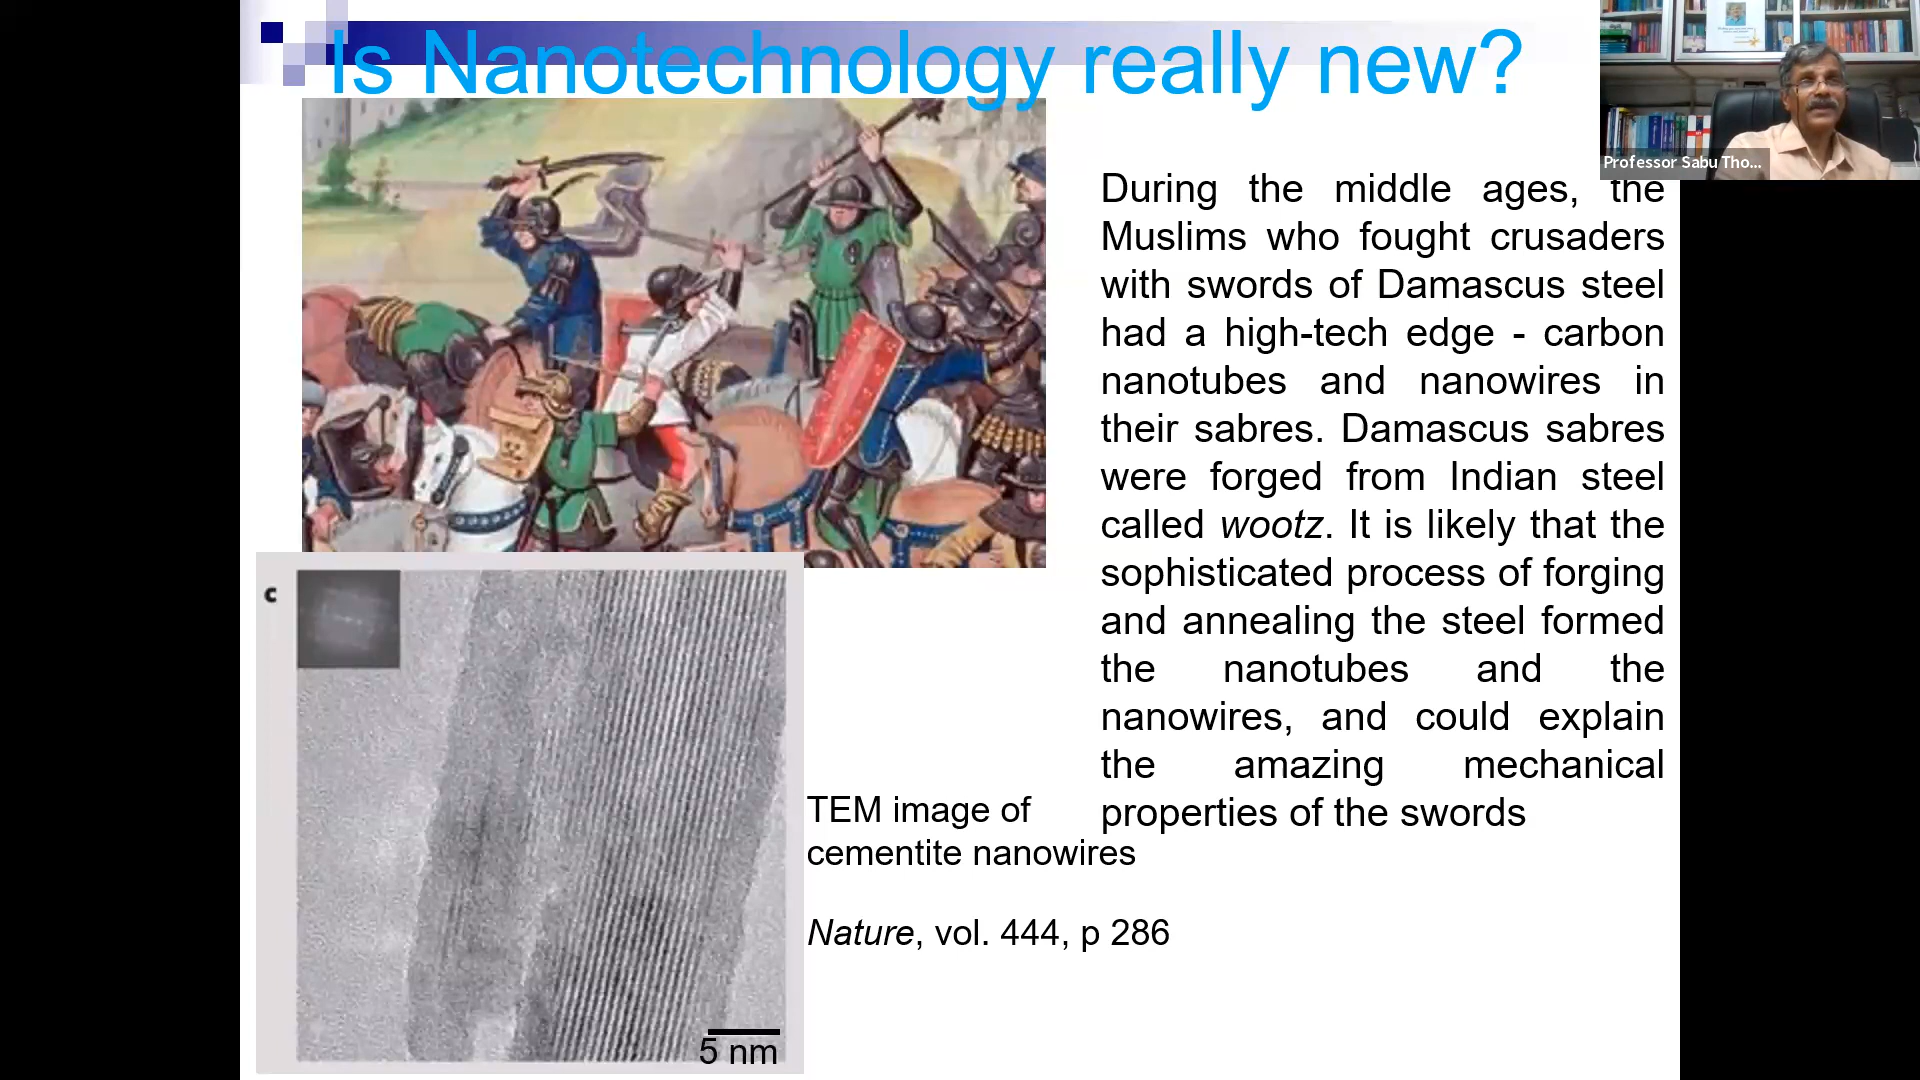 Is Nanotechnology really new?
Professor Sabu Tho...
During the middle ages, the
Muslims who fought crusaders
with swords of Damascus steel
had a high-tech edge - carbon
nanotubes and nanowires in
their sabres. Damascus sabres
were forged from Indian steel
called wootz. It is likely that the
sophisticated process of forging
and annealing the steel formed
the nanotubes and the
nanowires, and could explain
the amazing mechanical
properties of the swords
c
TEM image of
cementite nanowires
Nature, vol. 444, p 286
5 nm